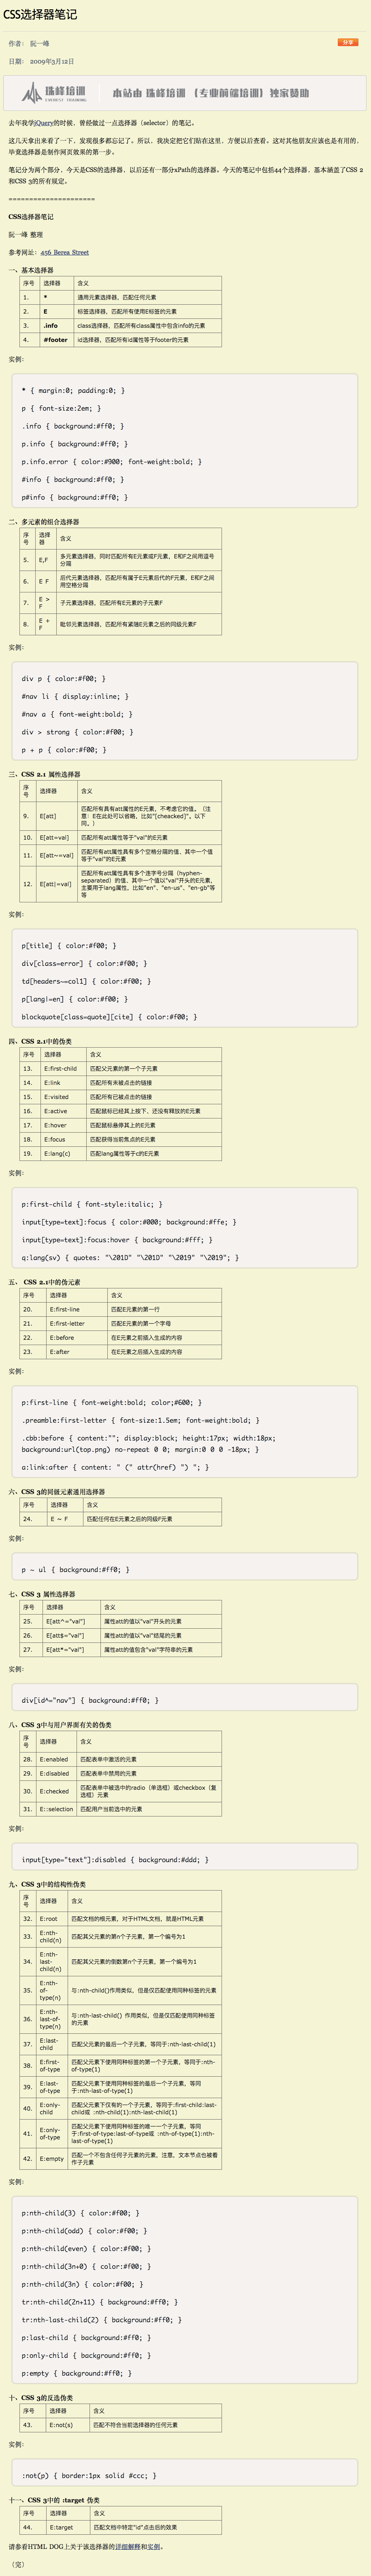 CSS选择器笔记
作者： 阮一峰
分享
日期： 2009年3月12日
珠峰培训
本站由 珠峰培训 （专业前端培训）独家赞助
去年我学jQuery的时候，曾经做过一点选择器（selector）的笔记。
这几天拿出来看了一下，发现很多都忘记了。所以，我决定把它们贴在这里，方便以后查看。这对其他朋友应该也是有用的，
毕竟选择器是制作网页效果的第一步。
笔记分为两个部分，今天是CSS的选择器，以后还有一部分xPath的选择器。今天的笔记中包括44个选择器，基本涵盖了CSS 2
和CSS 3的所有规定。
=====================
CSS选择器笔记
阮一峰 整理
参考网址：456 Berea Street
一、基本选择器
序号 选择器 含义
1. * 通用元素选择器，匹配任何元素
2. E 标签选择器，匹配所有使用E标签的元素
3. .info class选择器，匹配所有class属性中包含info的元素
4. #footer id选择器，匹配所有id属性等于footer的元素
实例：
* { margin:0; padding:0; }
p { font-size:2em; }
.info { background:#ff0; }
p.info { background:#ff0; }
p.info.error { color:#900; font-weight:bold; }
#info { background:#ff0; }
p#info { background:#ff0; }
二、多元素的组合选择器
序号 选择器 含义
5. E,F 多元素选择器，同时匹配所有E元素或F元素，E和F之间用逗号
分隔
6. E F 后代元素选择器，匹配所有属于E元素后代的F元素，E和F之间
用空格分隔
7. E > F 子元素选择器，匹配所有E元素的子元素F
8. E + F 毗邻元素选择器，匹配所有紧随E元素之后的同级元素F
实例：
div p { color:#f00; }
#nav li { display:inline; }
#nav a { font-weight:bold; }
div > strong { color:#f00; }
p + p { color:#f00; }
三、CSS 2.1 属性选择器
序号 选择器 含义
9. E[att] 匹配所有具有att属性的E元素，不考虑它的值。（注
意：E在此处可以省略，比如"[cheacked]"。以下
同。）
10. E[att=val] 匹配所有att属性等于"val"的E元素
11. E[att~=val] 匹配所有att属性具有多个空格分隔的值、其中一个值
等于"val"的E元素
12. E[att|=val] 匹配所有att属性具有多个连字号分隔（hyphen-
separated）的值、其中一个值以"val"开头的E元素，
主要用于lang属性，比如"en"、"en-us"、"en-gb"等
等
实例：
p[title] { color:#f00; }
div[class=error] { color:#f00; }
td[headers~=col1] { color:#f00; }
p[lang|=en] { color:#f00; }
blockquote[class=quote][cite] { color:#f00; }
四、CSS 2.1中的伪类
序号 选择器 含义
13. E:first-child 匹配父元素的第一个子元素
14. E:link 匹配所有未被点击的链接
15. E:visited 匹配所有已被点击的链接
16. E:active 匹配鼠标已经其上按下、还没有释放的E元素
17. E:hover 匹配鼠标悬停其上的E元素
18. E:focus 匹配获得当前焦点的E元素
19. E:lang(c) 匹配lang属性等于c的E元素
实例：
p:first-child { font-style:italic; }
input[type=text]:focus { color:#000; background:#ffe; }
input[type=text]:focus:hover { background:#fff; }
q:lang(sv) { quotes: "\201D" "\201D" "\2019" "\2019"; }
五、 CSS 2.1中的伪元素
序号 选择器 含义
20. E:first-line 匹配E元素的第一行
21. E:first-letter 匹配E元素的第一个字母
22. E:before 在E元素之前插入生成的内容
23. E:after 在E元素之后插入生成的内容
实例：
p:first-line { font-weight:bold; color;#600; }
.preamble:first-letter { font-size:1.5em; font-weight:bold; }
.cbb:before { content:""; display:block; height:17px; width:18px;
background:url(top.png) no-repeat 0 0; margin:0 0 0 -18px; }
a:link:after { content: " (" attr(href) ") "; }
六、CSS 3的同级元素通用选择器
序号 选择器 含义
24. E ~ F 匹配任何在E元素之后的同级F元素
实例：
p ~ ul { background:#ff0; }
七、CSS 3 属性选择器
序号 选择器 含义
25. E[att^="val"] 属性att的值以"val"开头的元素
26. E[att$="val"] 属性att的值以"val"结尾的元素
27. E[att*="val"] 属性att的值包含"val"字符串的元素
实例：
div[id^="nav"] { background:#ff0; }
八、CSS 3中与用户界面有关的伪类
序号 选择器 含义
28. E:enabled 匹配表单中激活的元素
29. E:disabled 匹配表单中禁用的元素
30. E:checked 匹配表单中被选中的radio（单选框）或checkbox（复
选框）元素
31. E::selection 匹配用户当前选中的元素
实例：
input[type="text"]:disabled { background:#ddd; }
九、CSS 3中的结构性伪类
序号 选择器 含义
32. E:root 匹配文档的根元素，对于HTML文档，就是HTML元素
33. E:nth-child(n) 匹配其父元素的第n个子元素，第一个编号为1
34. E:nth-last-child(n) 匹配其父元素的倒数第n个子元素，第一个编号为1
35. E:nth-of-type(n) 与:nth-child()作用类似，但是仅匹配使用同种标签的元素
36. E:nth-last-of-type(n) 与:nth-last-child() 作用类似，但是仅匹配使用同种标签
的元素
37. E:last-child 匹配父元素的最后一个子元素，等同于:nth-last-child(1)
38. E:first-of-type 匹配父元素下使用同种标签的第一个子元素，等同于:nth-
of-type(1)
39. E:last-of-type 匹配父元素下使用同种标签的最后一个子元素，等同
于:nth-last-of-type(1)
40. E:only-child 匹配父元素下仅有的一个子元素，等同于:first-child:last-
child或 :nth-child(1):nth-last-child(1)
41. E:only-of-type 匹配父元素下使用同种标签的唯一一个子元素，等同
于:first-of-type:last-of-type或 :nth-of-type(1):nth-
last-of-type(1)
42. E:empty 匹配一个不包含任何子元素的元素，注意，文本节点也被看
作子元素
实例：
p:nth-child(3) { color:#f00; }
p:nth-child(odd) { color:#f00; }
p:nth-child(even) { color:#f00; }
p:nth-child(3n+0) { color:#f00; }
p:nth-child(3n) { color:#f00; }
tr:nth-child(2n+11) { background:#ff0; }
tr:nth-last-child(2) { background:#ff0; }
p:last-child { background:#ff0; }
p:only-child { background:#ff0; }
p:empty { background:#ff0; }
十、CSS 3的反选伪类
序号 选择器 含义
43. E:not(s) 匹配不符合当前选择器的任何元素
实例：
:not(p) { border:1px solid #ccc; }
十一、CSS 3中的 :target 伪类
序号 选择器 含义
44. E:target 匹配文档中特定"id"点击后的效果
请参看HTML DOG上关于该选择器的详细解释和实例。
（完）